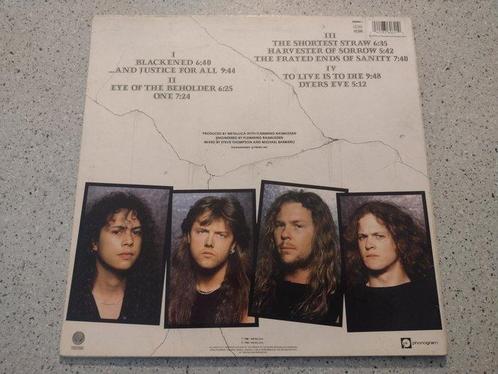 I
BLACKENED 6:40
...AND JUSTICE FOR ALL 9:44
II
EYE OF THE BEHOLDER 6:25
ONE 7:24
III
THE SHORTEST STRAW 6:35
HARVESTER OF SORROW 5:42
THE FRAYED ENDS OF SANITY 7:40
IV
TO LIVE IS TO DIE 9:48
DYERS EVE 5:12
PRODUCED BY METALLICA WITH FLEMMING RASMUSSEN
ENGINEERED BY FLEMMING RASMUSSEN
MIXED BY STEVE THOMPSON AND MICHAEL BARBIERO
phonogram